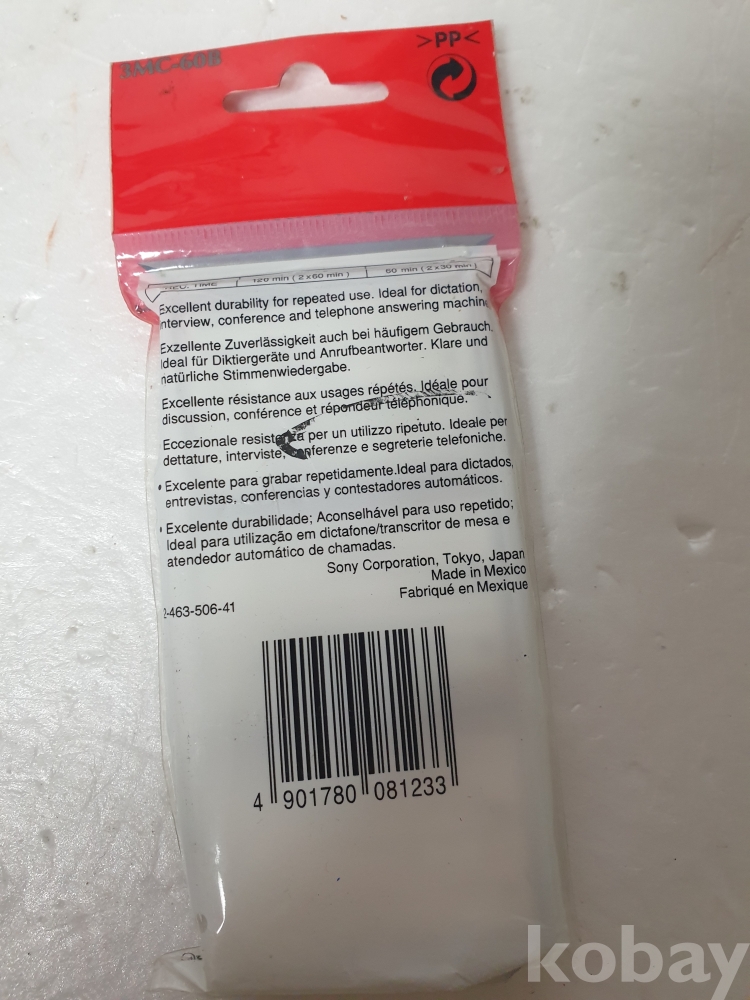 3MC-60B
>PP<
REC. TIME 120 min (2x60 min) 60 min (2x30 min)
Excellent durability for repeated use. Ideal for dictation,
interview, conference and telephone answering machine
Exzellente Zuverlässigkeit auch bei häufigem Gebrauch.
Ideal für Diktiergeräte und Anrufbeantworter. Klare und
natürliche Stimmenwiedergabe.
Excellente résistance aux usages répétés. Idéale pour
discussion, conférence et répondeur téléphonique.
Eccezionale resistenza per un utilizzo ripetuto. Ideale per
dettature, interviste, conferenze e segreterie telefoniche.
• Excelente para grabar repetidamente.Ideal para dictados,
entrevistas, conferencias y contestadores automáticos.
• Excelente durabilidade; Aconselhável para uso repetido;
Ideal para utilização em dictafone/transcritor de mesa e
atendedor automático de chamadas.
Sony Corporation, Tokyo, Japan
Made in Mexico
Fabriqué en Mexique
2-463-506-41
4 901780 081233
kobay